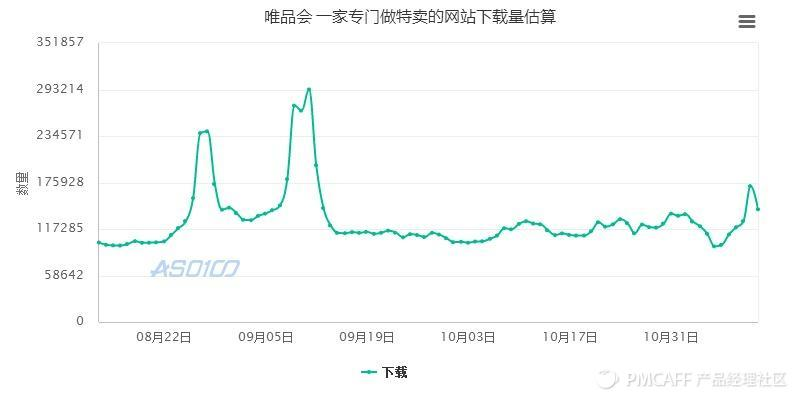 唯品会 一家专门做特卖的网站下载量估算
351857
293214
234571
175928
117285
58642
0
数量
ASO100
08月22日 09月05日 09月19日 10月03日 10月17日 10月31日
下载
PMCAFF 产品经理社区